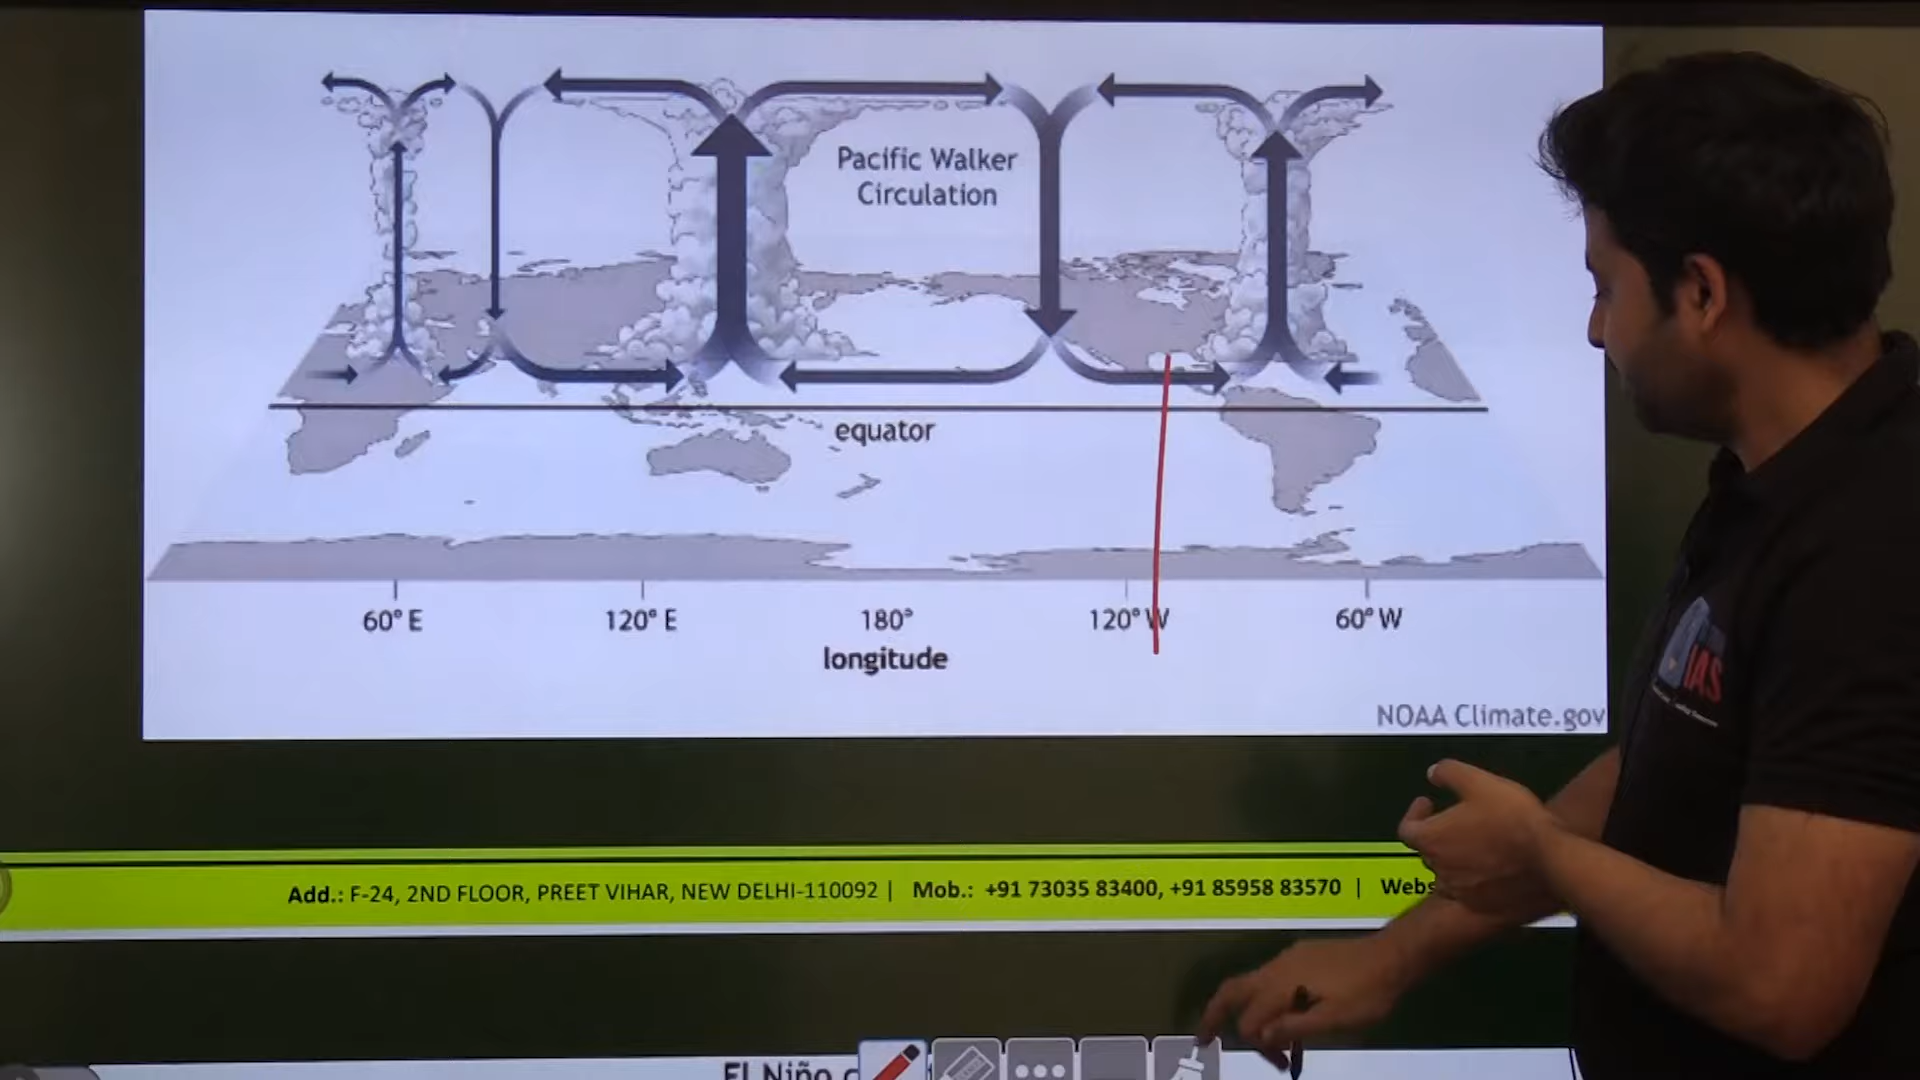 Pacific Walker
Circulation
equator
60° E 120° E 180° 120° W 60° W
longitude
NOAA Climate.gov
IAS
Add.: F-24, 2ND FLOOR, PREET VIHAR, NEW DELHI-110092 | Mob.: +91 73035 83400, +91 85958 83570 | Webs
El Niño c